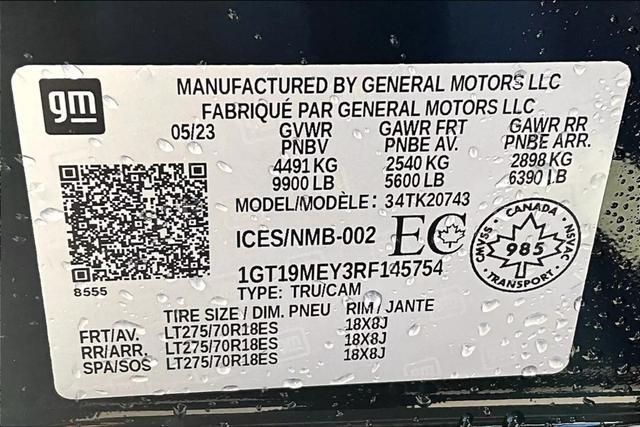 gm
MANUFACTURED BY GENERAL MOTORS LLC
FABRIQUÉ PAR GENERAL MOTORS LLC
05/23 GVWR GAWR FRT GAWR RR
PNBV PNBE AV. PNBE ARR.
4491 KG 2540 KG 2898 KG
9900 LB 5600 LB 6390 LB
MODEL/MODÈLE: 34TK20743
ICES/NMB-002 EC
CANADA
CMVSS 985 NSVAC
TRANSPORT
1GT19MEY3RF145754
8555
TYPE: TRU/CAM
TIRE SIZE / DIM. PNEU RIM / JANTE
FRT/AV. LT275/70R18ES 18X8J
RR/ARR. LT275/70R18ES 18X8J
SPA/SOS LT275/70R18ES 18X8J